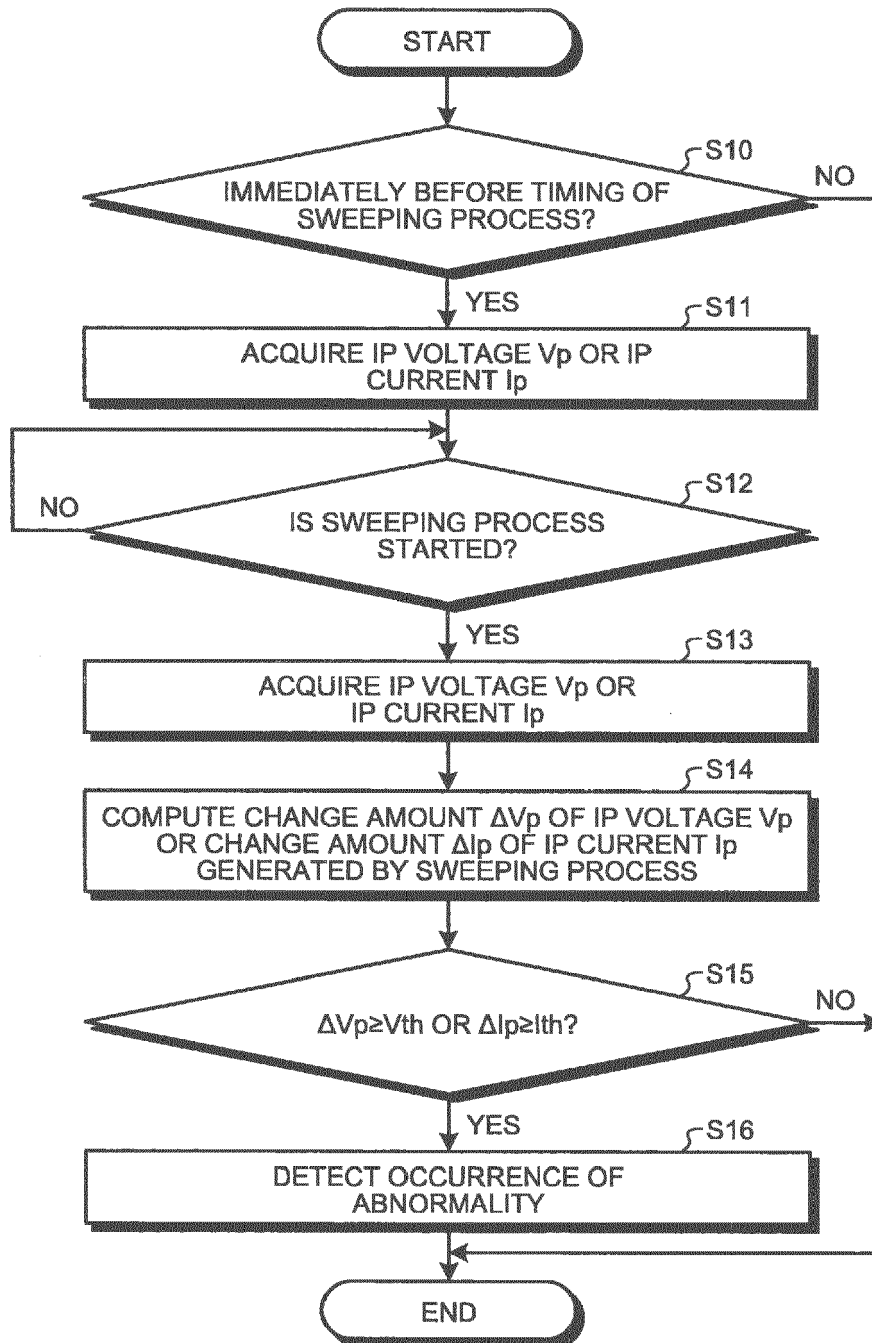 START
S10
NO
IMMEDIATELY BEFORE TIMING OF
SWEEPING PROCESS?
YES
S11
ACQUIRE IP VOLTAGE Vp OR IP
CURRENT Ip
S12
NO
IS SWEEPING PROCESS
STARTED?
YES
S13
ACQUIRE IP VOLTAGE Vp OR
IP CURRENT Ip
S14
COMPUTE CHANGE AMOUNT ΔVp OF IP VOLTAGE Vp
OR CHANGE AMOUNT ΔIp OF IP CURRENT Ip
GENERATED BY SWEEPING PROCESS
S15
NO
ΔVp≥Vth OR ΔIp≥Ith?
YES
S16
DETECT OCCURRENCE OF
ABNORMALITY
END